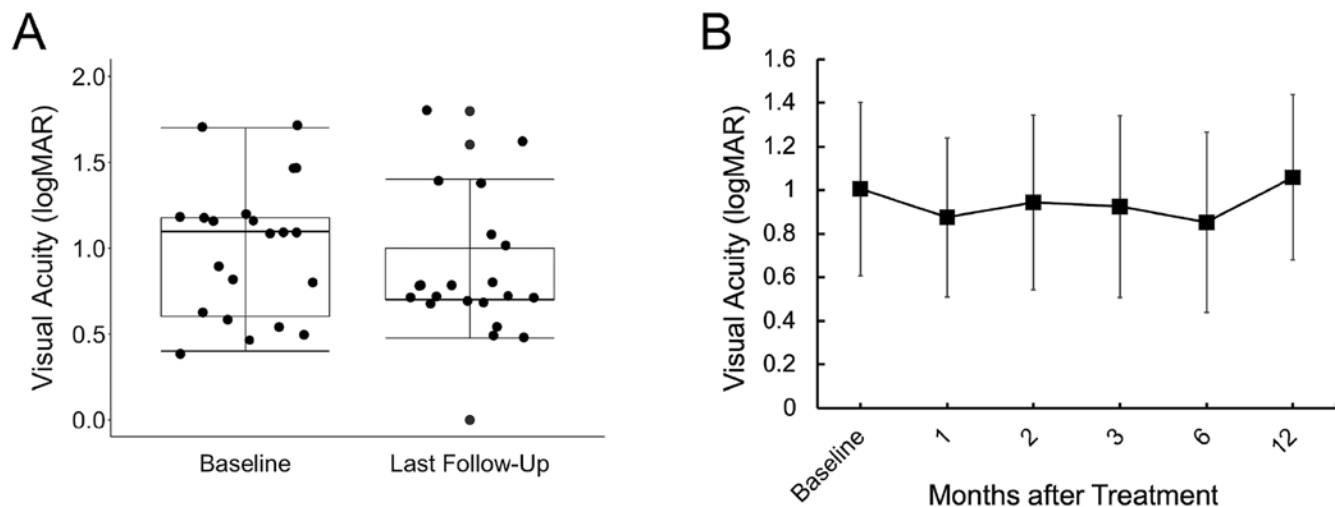 A
Visual Acuity (logMAR)
2.0
1.5
1.0
0.5
0.0
Baseline
Last Follow-Up
B
Visual Acuity (logMAR)
1.6
1.4
1.2
1
0.8
0.6
0.4
0.2
0
Baseline
1
2
3
6
12
Months after Treatment